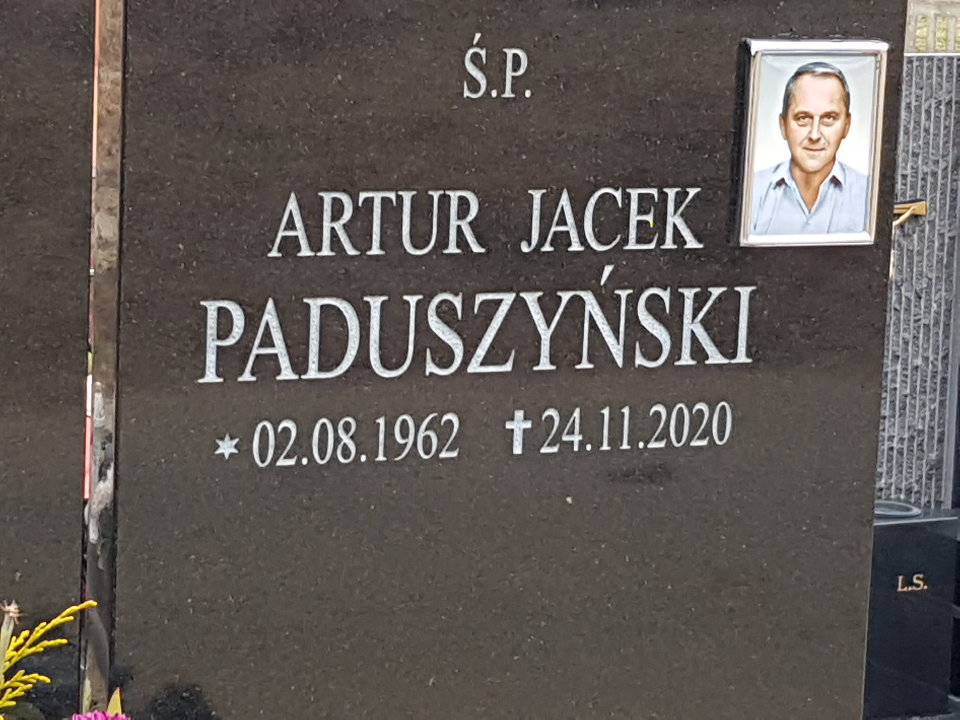 Ś.P.
ARTUR JACEK
PADUSZYŃSKI
* 02.08.1962 ✝ 24.11.2020
L.S.